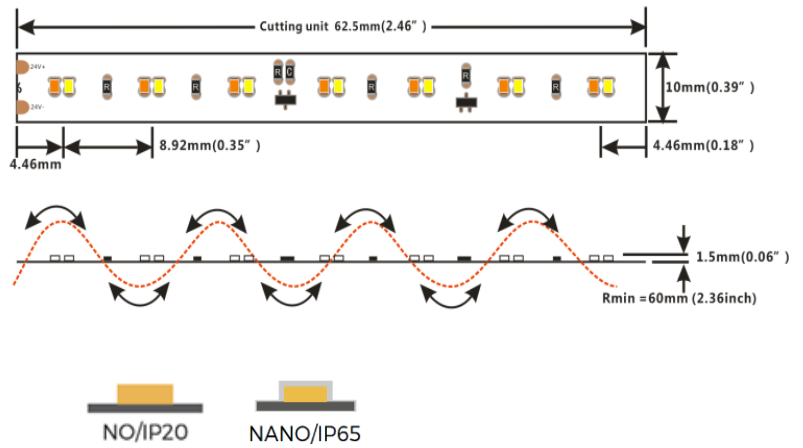 Cutting unit 62.5mm(2.46″ )
24V+
24V-
R
R
R C
R
R
R
10mm(0.39″ )
4.46mm
8.92mm(0.35″ )
4.46mm(0.18″ )
1.5mm(0.06″ )
Rmin =60mm (2.36inch)
NO/IP20
NANO/IP65